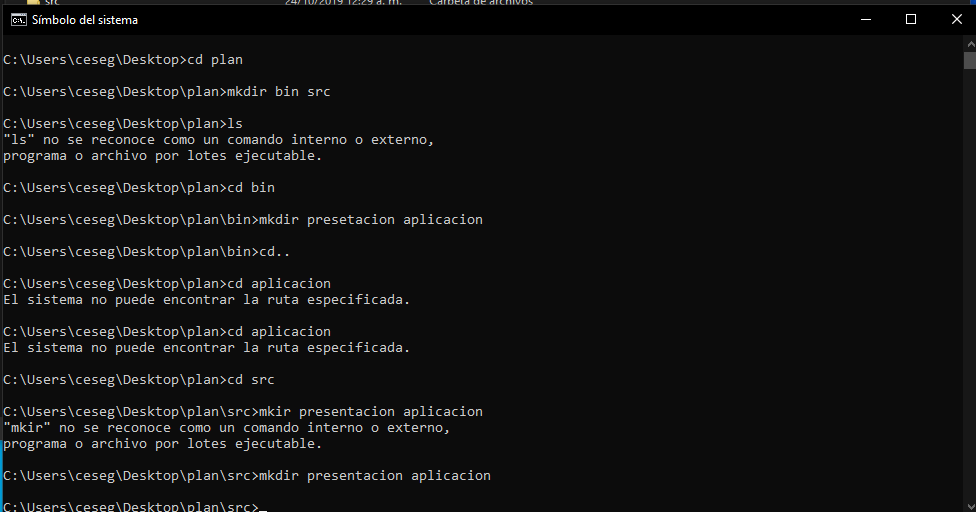 src 24/10/2019 12:29 a. m. Carpeta de archivos
Símbolo del sistema
C:\Users\ceseg\Desktop>cd plan
C:\Users\ceseg\Desktop\plan>mkdir bin src
C:\Users\ceseg\Desktop\plan>ls
"ls" no se reconoce como un comando interno o externo,
programa o archivo por lotes ejecutable.
C:\Users\ceseg\Desktop\plan>cd bin
C:\Users\ceseg\Desktop\plan\bin>mkdir presetacion aplicacion
C:\Users\ceseg\Desktop\plan\bin>cd..
C:\Users\ceseg\Desktop\plan>cd aplicacion
El sistema no puede encontrar la ruta especificada.
C:\Users\ceseg\Desktop\plan>cd aplicacion
El sistema no puede encontrar la ruta especificada.
C:\Users\ceseg\Desktop\plan>cd src
C:\Users\ceseg\Desktop\plan\src>mkir presentacion aplicacion
"mkir" no se reconoce como un comando interno o externo,
programa o archivo por lotes ejecutable.
C:\Users\ceseg\Desktop\plan\src>mkdir presentacion aplicacion
C:\Users\ceseg\Desktop\plan\src>_